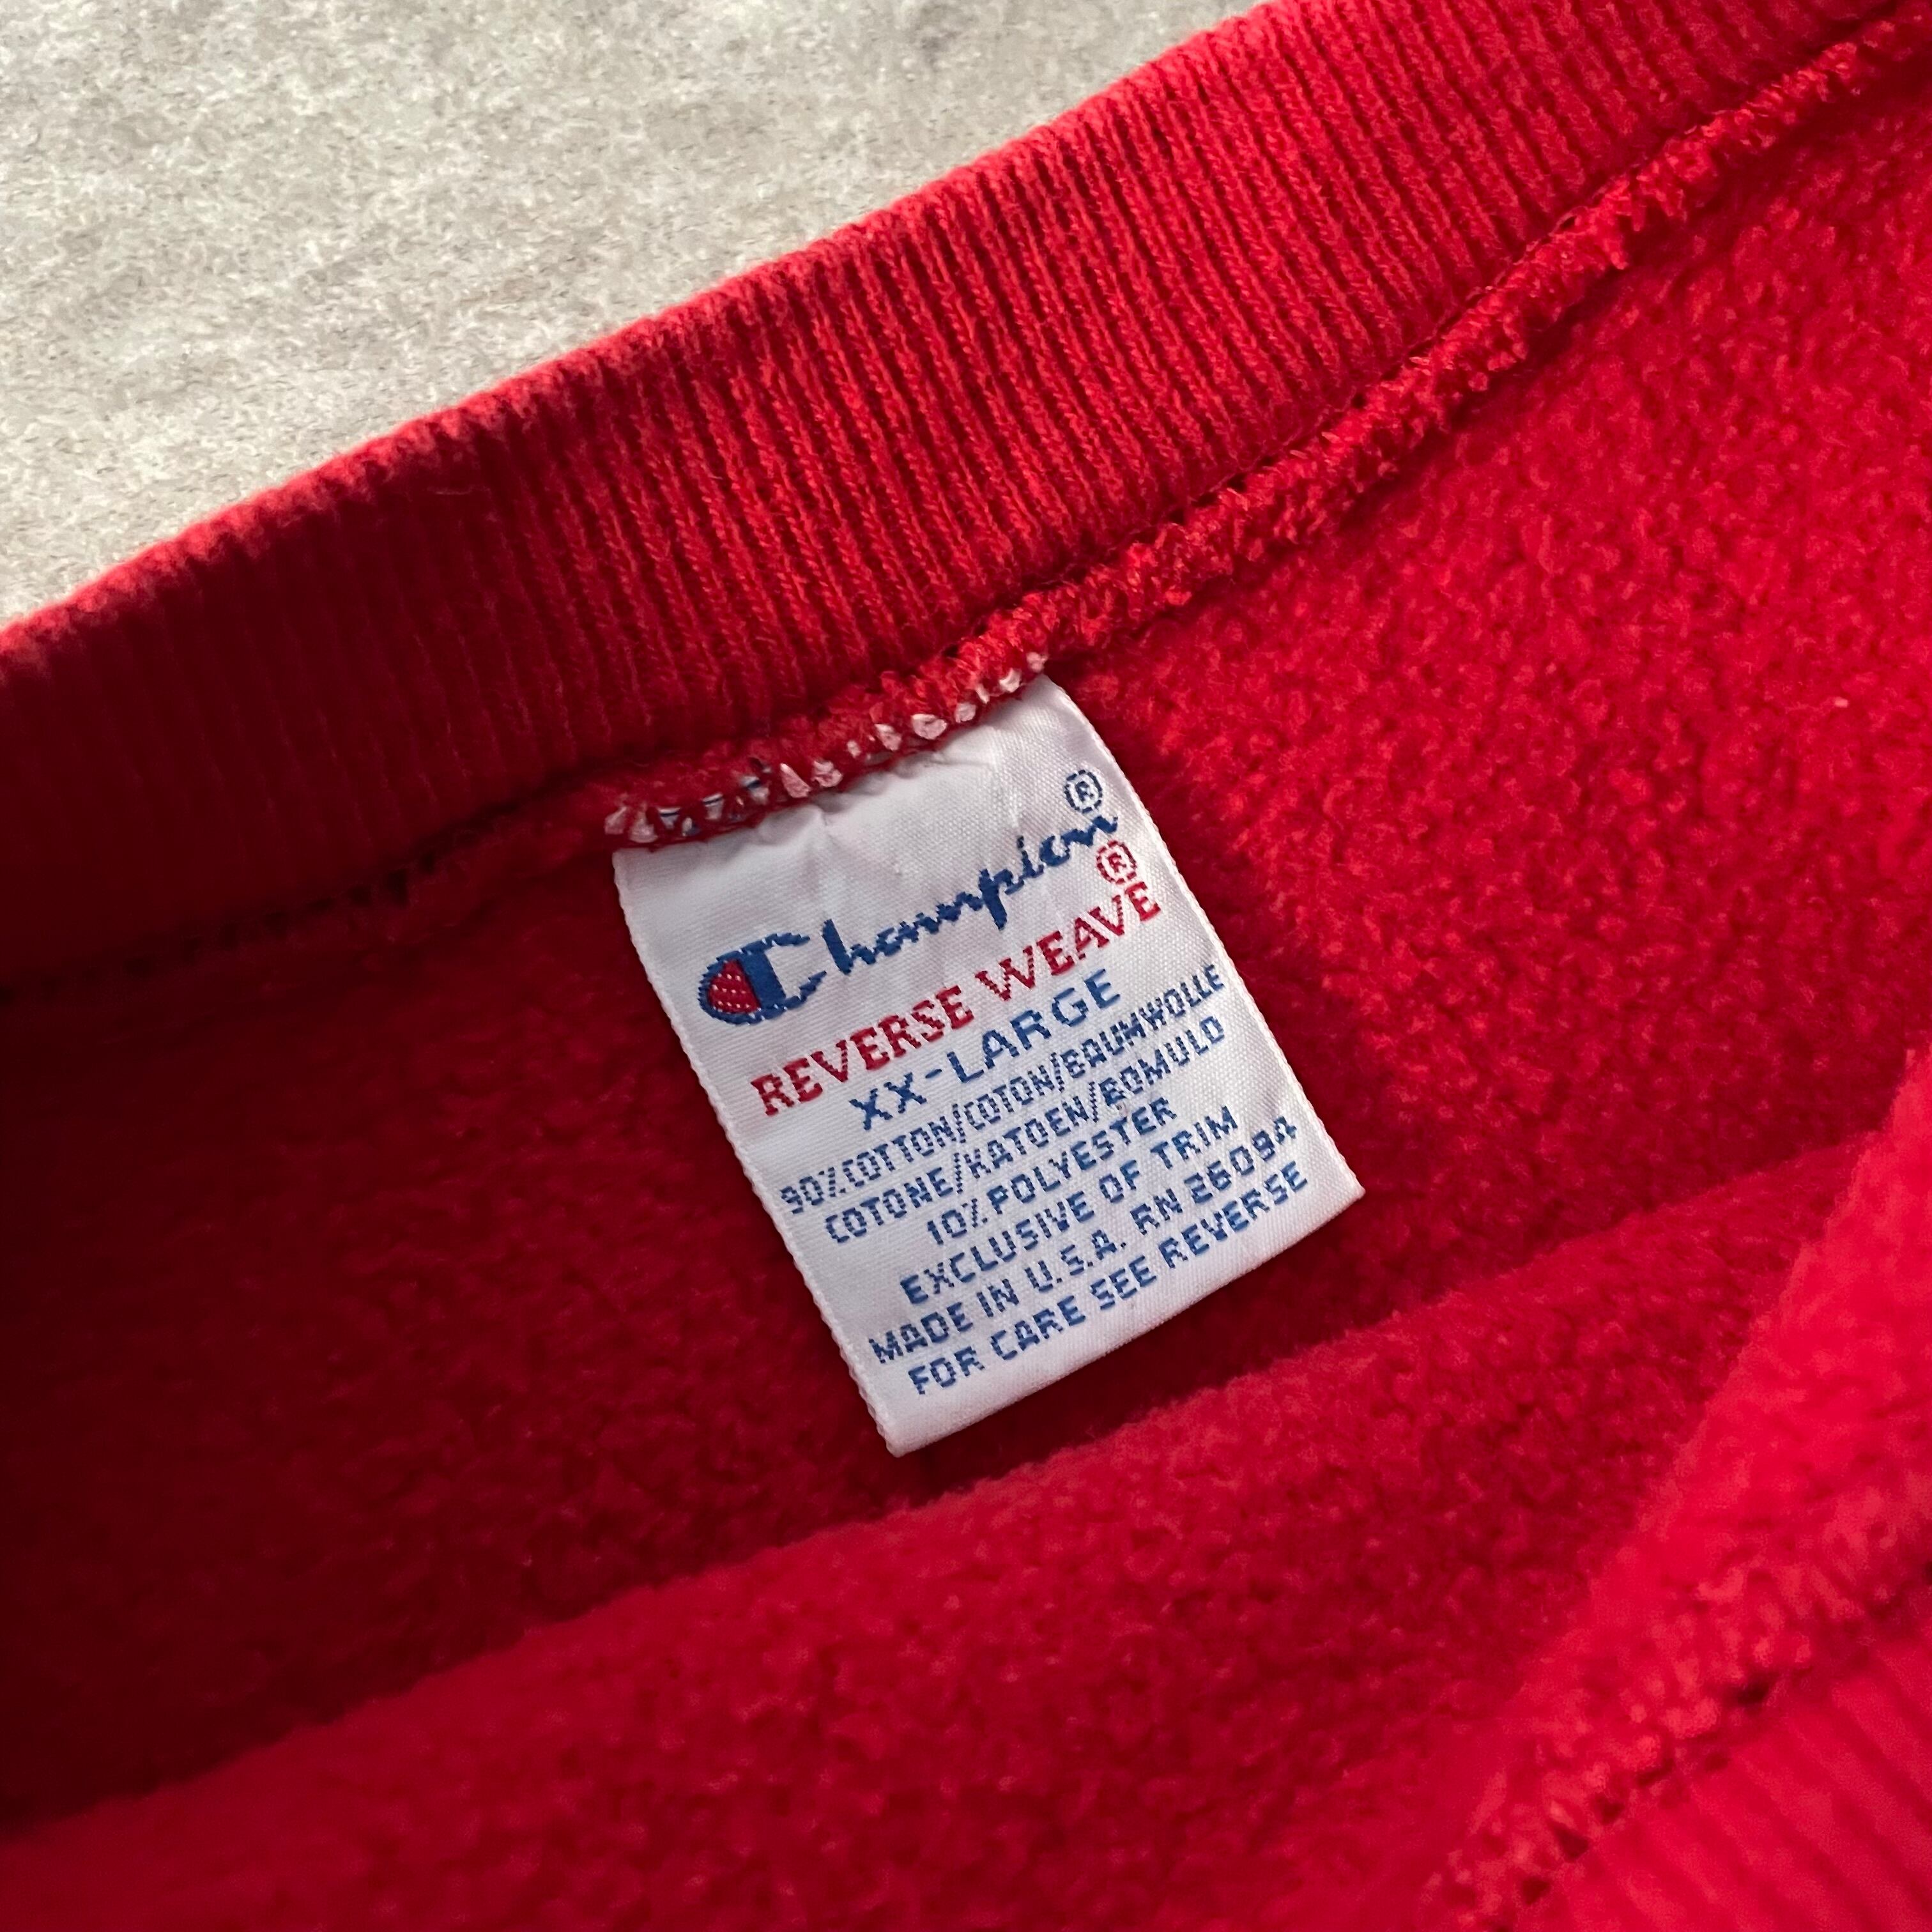 Champion®
REVERSE WEAVE®
XX-LARGE
90% COTTON/COTON/BAUMWOLLE
COTONE/KATOEN/BOMULD
10% POLYESTER
EXCLUSIVE OF TRIM
MADE IN U.S.A. RN 26094
FOR CARE SEE REVERSE